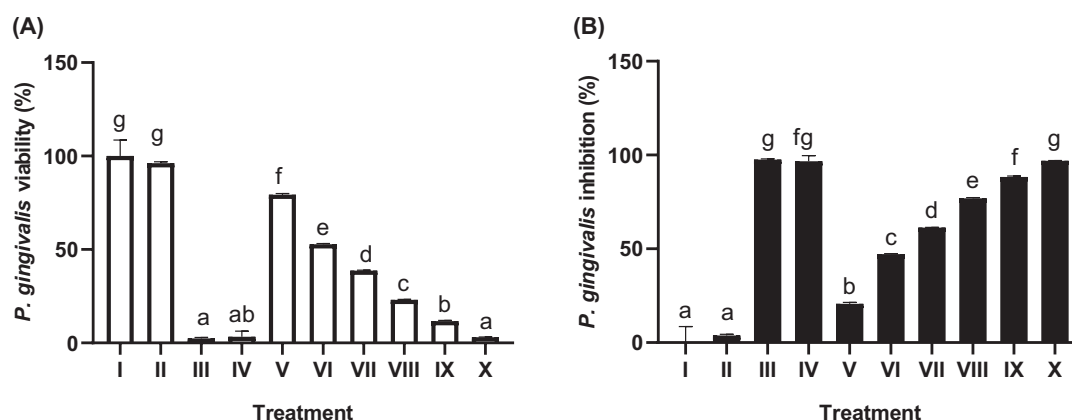 (A)
P. gingivalis viability (%)
150
100
50
0
g
g
a
ab
f
e
d
c
b
a
I II III IV V VI VII VIII IX X
Treatment
(B)
P. gingivalis inhibition (%)
150
100
50
0
a
a
g
fg
b
c
d
e
f
g
I II III IV V VI VII VIII IX X
Treatment